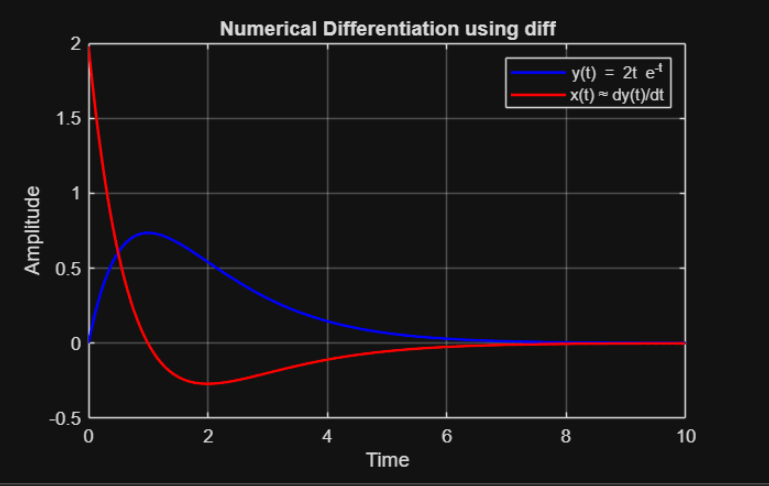 Numerical Differentiation using diff
y(t) = 2t e^-t
x(t) ≈ dy(t)/dt
2
1.5
1
0.5
0
-0.5
Amplitude
0 2 4 6 8 10
Time